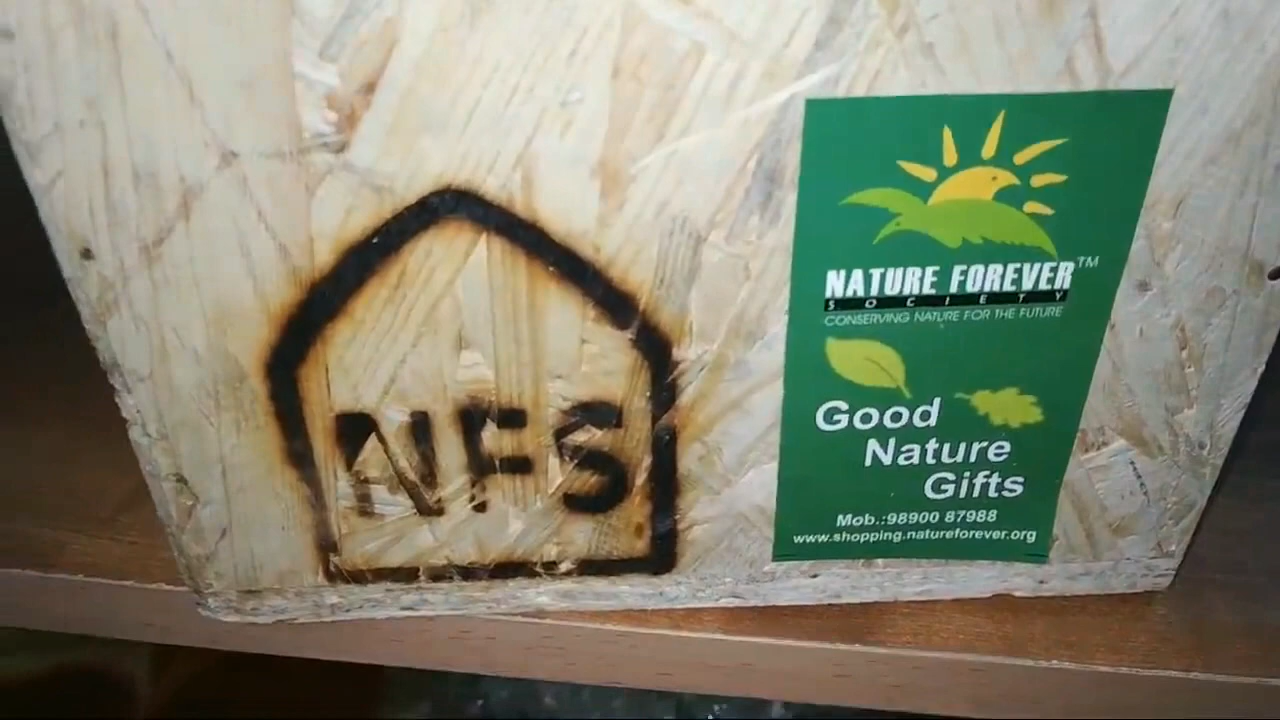 NFS
NATURE FOREVER™
SOCIETY
CONSERVING NATURE FOR THE FUTURE
Good
Nature
Gifts
Mob.:98900 87988
www.shopping.natureforever.org